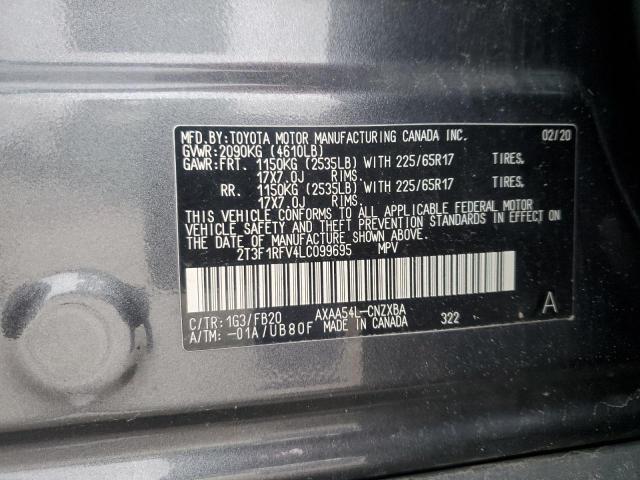 MFD.BY:TOYOTA MOTOR MANUFACTURING CANADA INC. 02/20
GVWR:2090KG (4610LB)
GAWR:FRT. 1150KG (2535LB) WITH 225/65R17 TIRES,
17X7.0J RIMS.
RR. 1150KG (2535LB) WITH 225/65R17 TIRES,
17X7.0J RIMS.
THIS VEHICLE CONFORMS TO ALL APPLICABLE FEDERAL MOTOR
VEHICLE SAFETY AND THEFT PREVENTION STANDARDS IN EFFECT ON
THE DATE OF MANUFACTURE SHOWN ABOVE.
2T3F1RFV4LC099695 MPV
C/TR:1G3/FB20 AXAA54L-CNZXBA A
A/TM:-01A/UB80F MADE IN CANADA 322